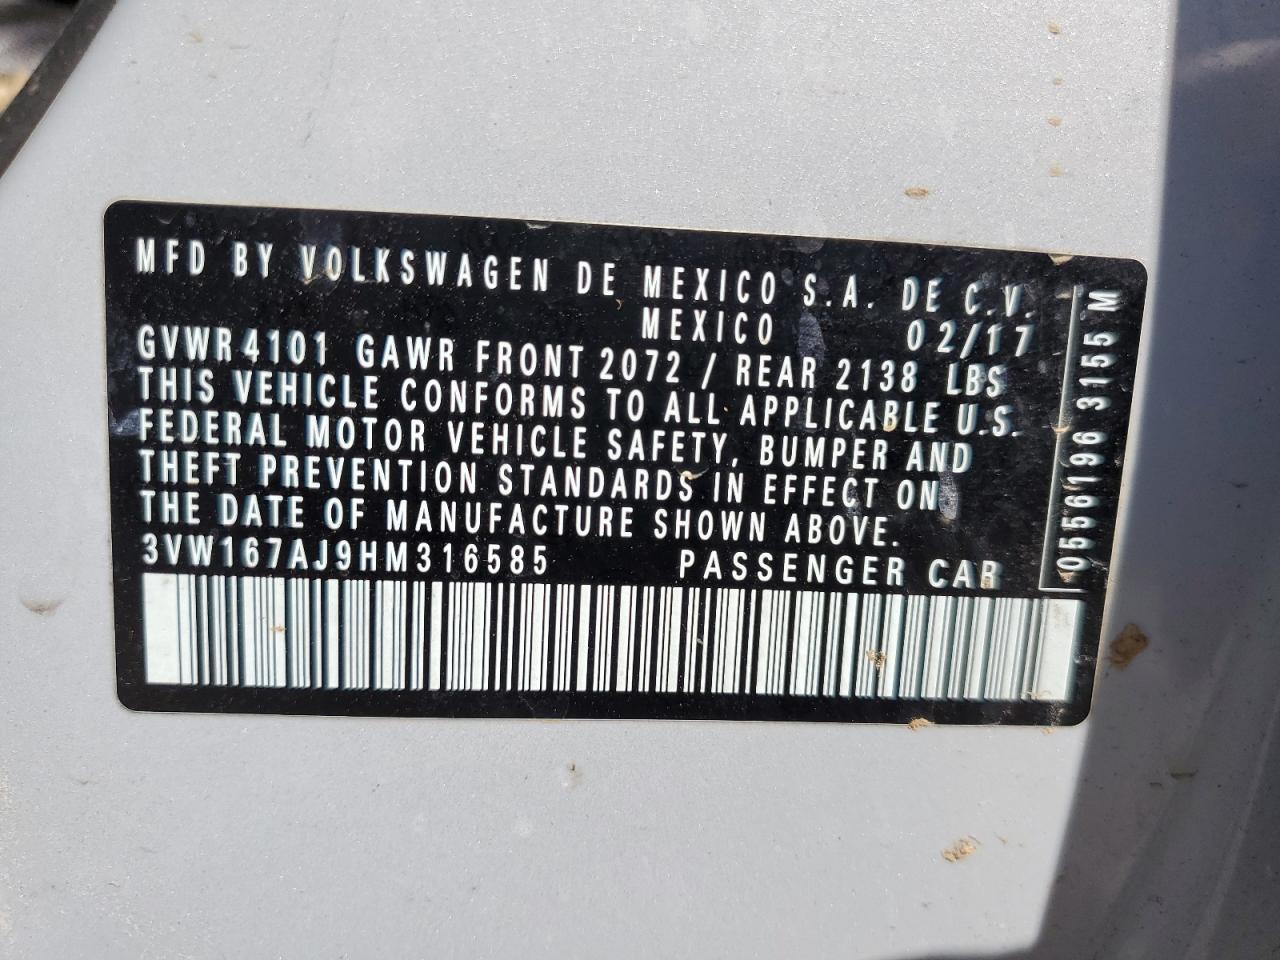 MFD BY VOLKSWAGEN DE MEXICO S.A. DE C.V.
MEXICO 02/17
GVWR 4101 GAWR FRONT 2072 / REAR 2138 LBS
THIS VEHICLE CONFORMS TO ALL APPLICABLE U.S.
FEDERAL MOTOR VEHICLE SAFETY, BUMPER AND
THEFT PREVENTION STANDARDS IN EFFECT ON
THE DATE OF MANUFACTURE SHOWN ABOVE.
3VW167AJ9HM316585 PASSENGER CAR
0556196 3155 M